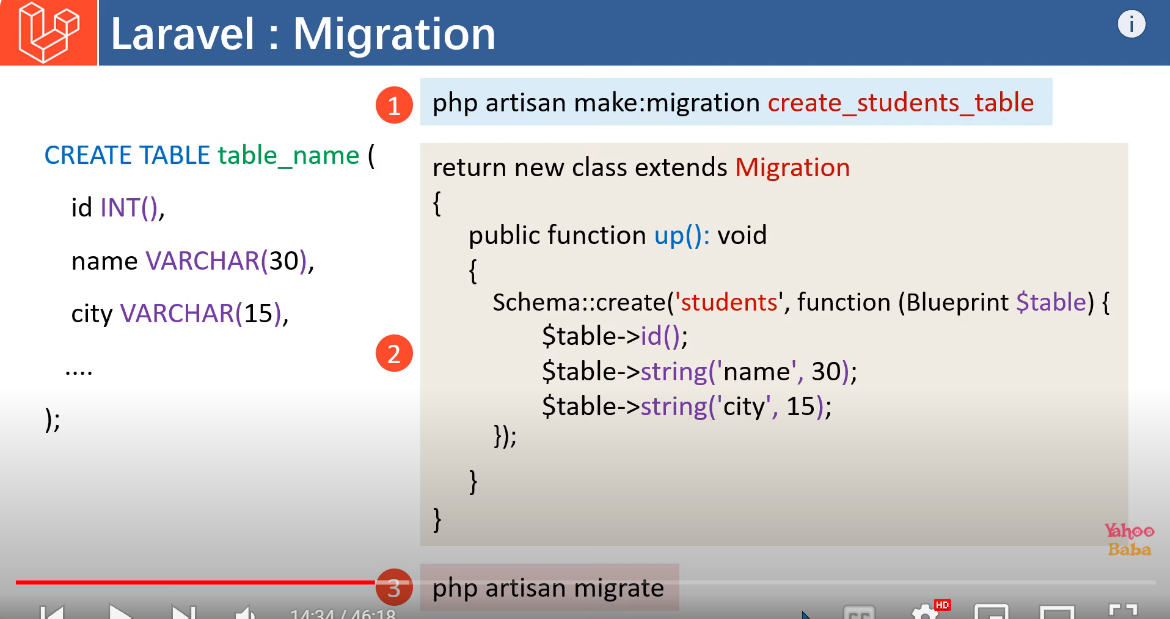 Laravel : Migration
i
1
php artisan make:migration create_students_table
CREATE TABLE table_name (
id INT(),
name VARCHAR(30),
city VARCHAR(15),
....
);
2
return new class extends Migration
{
public function up(): void
{
Schema::create('students', function (Blueprint $table) {
$table->id();
$table->string('name', 30);
$table->string('city', 15);
});
}
}
Yahoo
Baba
3
php artisan migrate
14:34 / 46:18
CC
HD